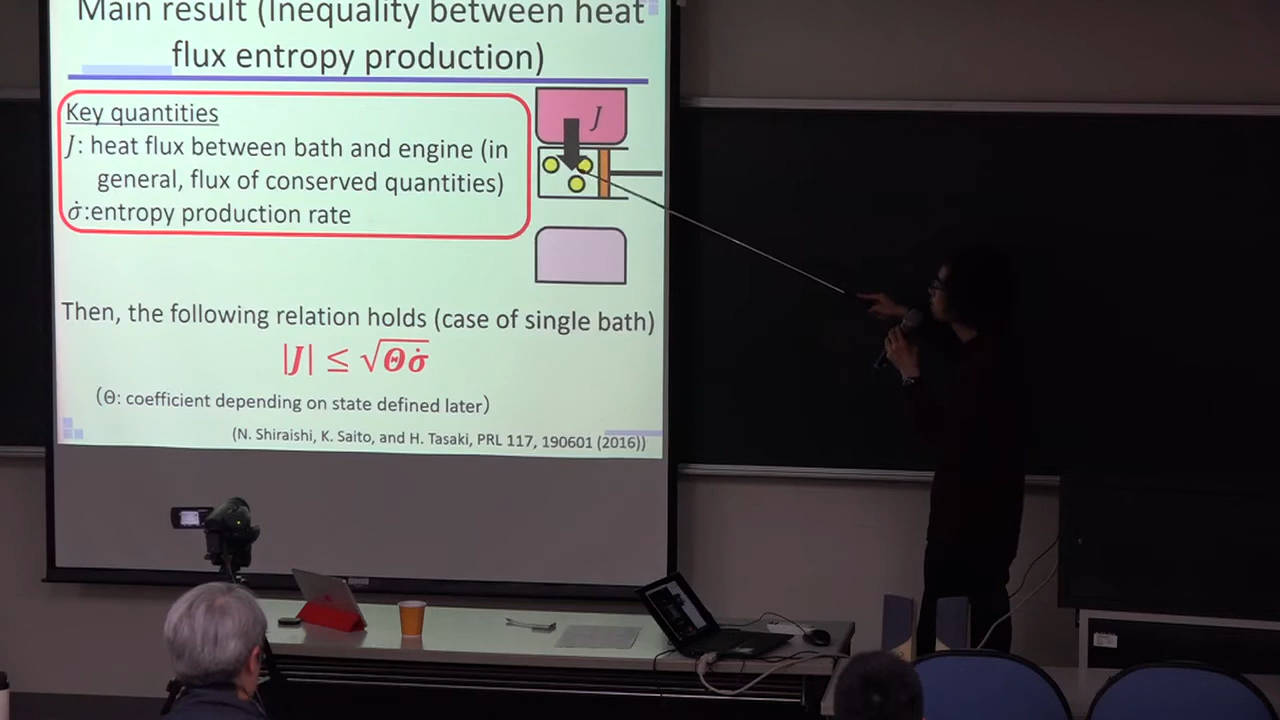 Main result (Inequality between heat
flux entropy production)
Key quantities
J: heat flux between bath and engine (in
general, flux of conserved quantities)
σ̇:entropy production rate
J
Then, the following relation holds (case of single bath)
|J| ≤ √Θσ̇
(Θ: coefficient depending on state defined later)
(N. Shiraishi, K. Saito, and H. Tasaki, PRL 117, 190601 (2016))